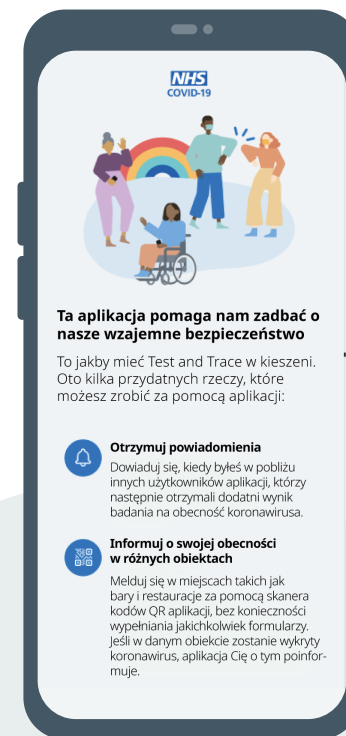 NHS
COVID-19
Ta aplikacja pomaga nam zadbać o
nasze wzajemne bezpieczeństwo
To jakby mieć Test and Trace w kieszeni.
Oto kilka przydatnych rzeczy, które
możesz zrobić za pomocą aplikacji:
Otrzymuj powiadomienia
Dowiaduj się, kiedy byłeś w pobliżu
innych użytkowników aplikacji, którzy
następnie otrzymali dodatni wynik
badania na obecność koronawirusa.
Informuj o swojej obecności
w różnych obiektach
Melduj się w miejscach takich jak
bary i restauracje za pomocą skanera
kodów QR aplikacji, bez konieczności
wypełniania jakichkolwiek formularzy.
Jeśli w danym obiekcie zostanie wykryty
koronawirus, aplikacja Cię o tym poinfor-
muje.